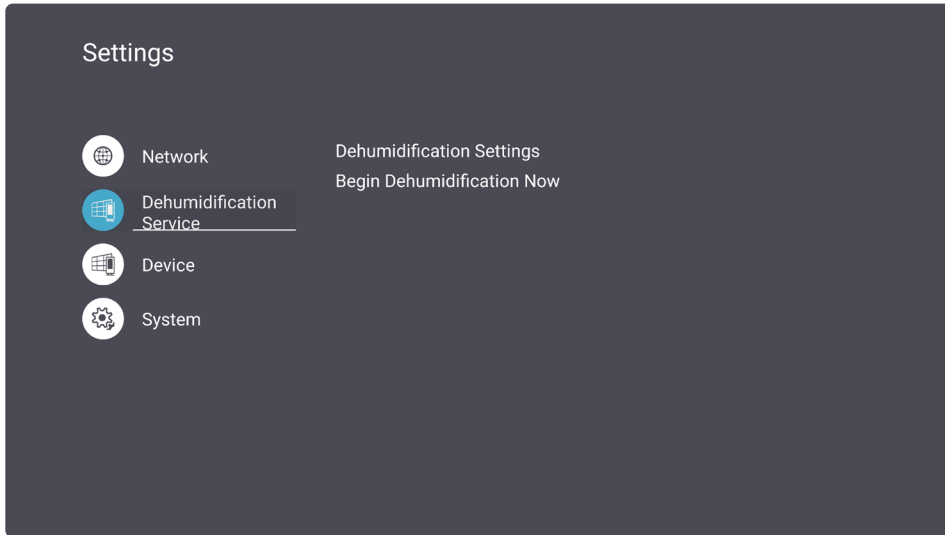 Settings
Network
Dehumidification
Service
Device
System
Dehumidification Settings
Begin Dehumidification Now